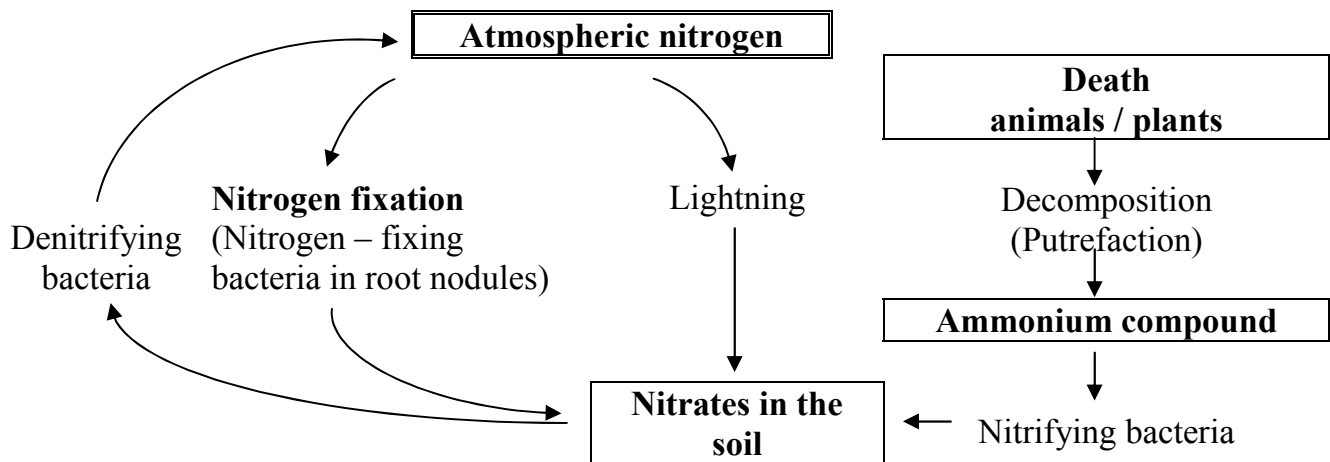 Atmospheric nitrogen
Death
animals / plants
Nitrogen fixation
(Nitrogen – fixing
bacteria in root nodules)
Lightning
Decomposition
(Putrefaction)
Denitrifying
bacteria
Ammonium compound
Nitrates in the
soil
Nitrifying bacteria